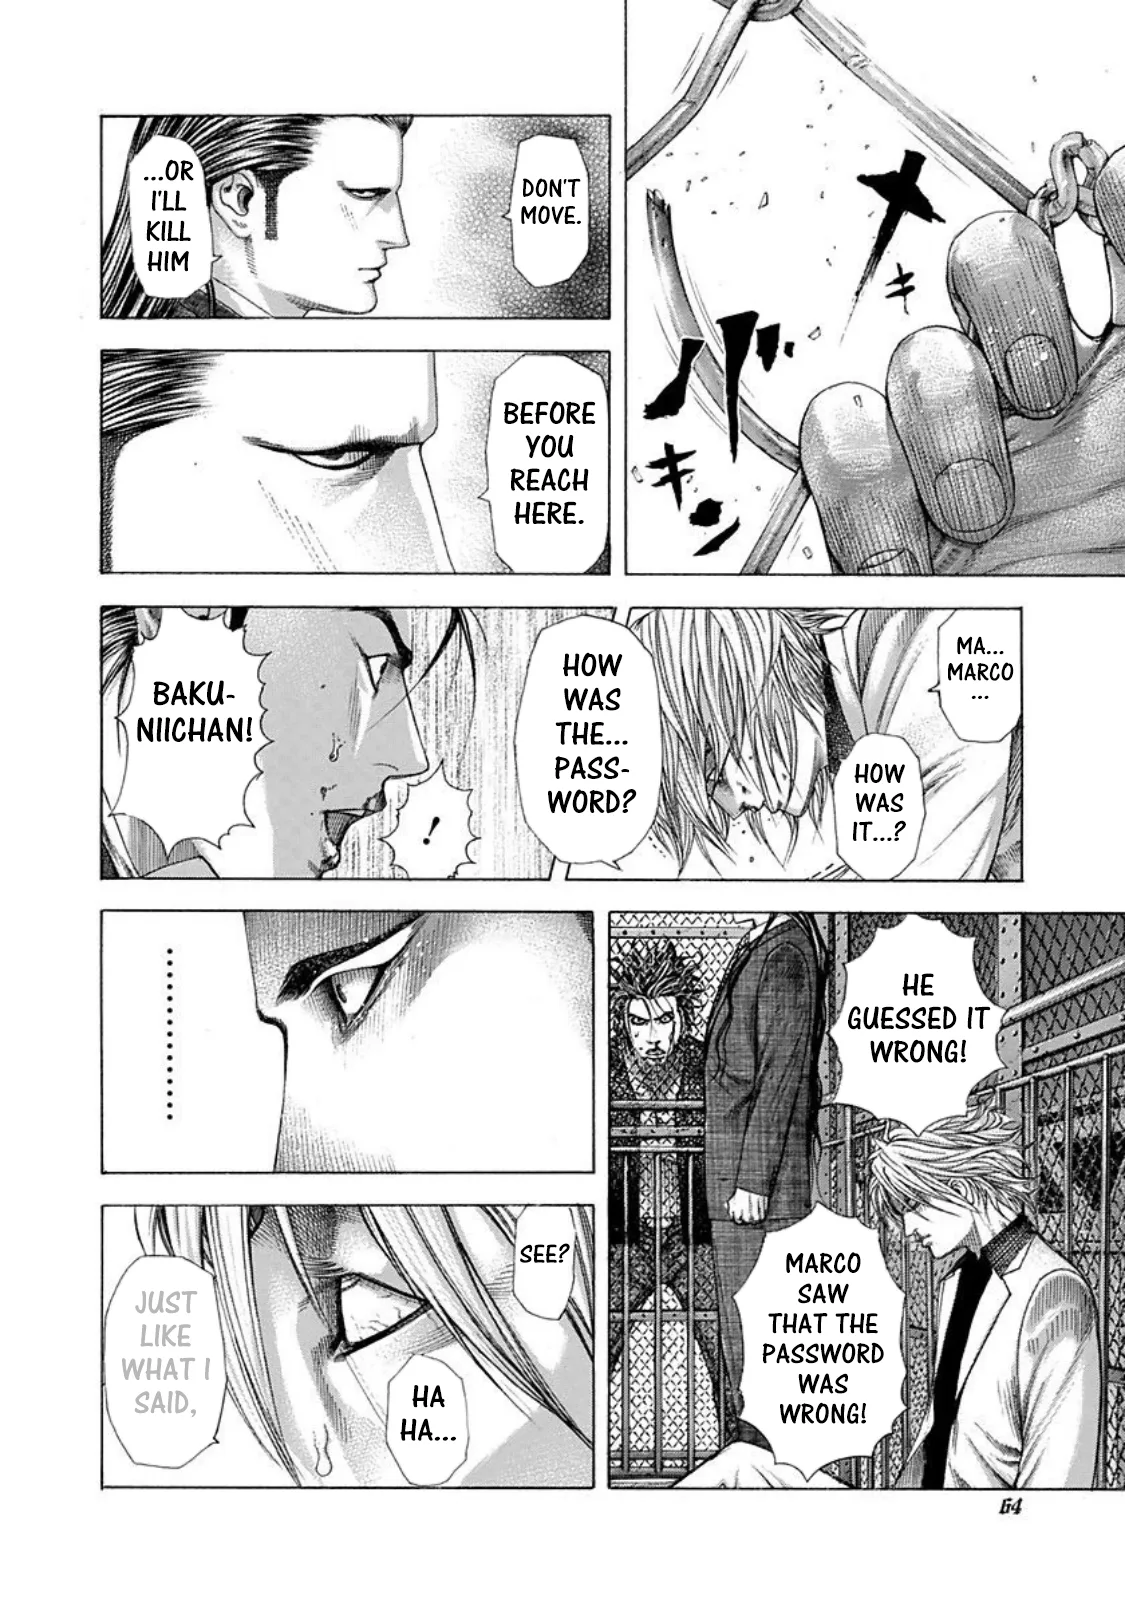 バ
キ
メ
キ
ン
DON'T
MOVE.
...OR
I'LL
KILL
HIM
BEFORE
YOU
REACH
HERE.
MA...
MARCO
...
HOW
WAS
IT...?
HOW
WAS
THE...
PASS-
WORD?
!
BAKU-
NIICHAN!
HE
GUESSED IT
WRONG!
MARCO
SAW
THAT THE
PASSWORD
WAS
WRONG!
............
SEE?
HA
HA...
JUST
LIKE
WHAT I
SAID,
64